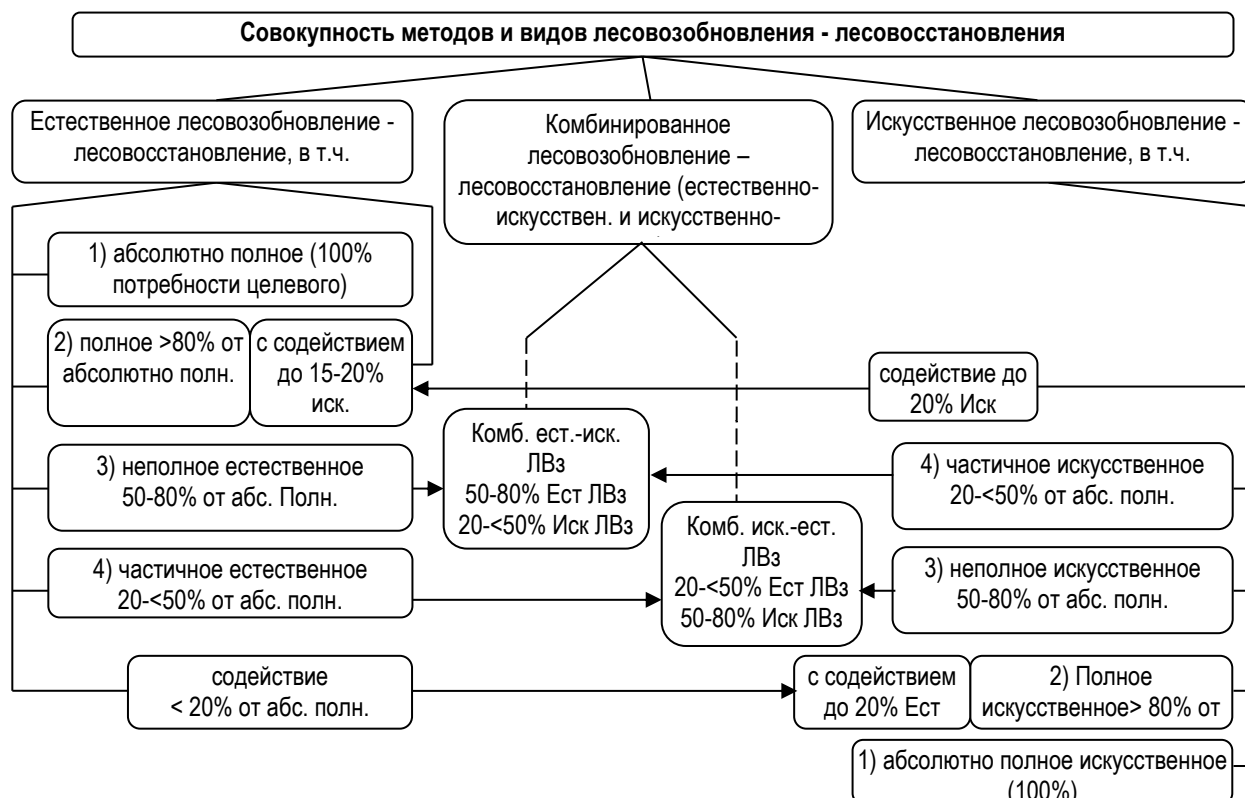 Совокупность методов и видов лесовозобновления - лесовосстановления
Естественное лесовозобновление -
лесовосстановление, в т.ч.
Комбинированное
лесовозобновление –
лесовосстановление (естественно-
искусствен. и искусственно-
Искусственное лесовозобновление -
лесовосстановление, в т.ч.
1) абсолютно полное (100%
потребности целевого)
2) полное >80% от
абсолютно полн.
с содействием
до 15-20%
иск.
содействие до
20% Иск
Комб. ест.-иск.
ЛВз
50-80% Ест ЛВз
20-<50% Иск ЛВз
3) неполное естественное
50-80% от абс. Полн.
4) частичное искусственное
20-<50% от абс. полн.
Комб. иск.-ест.
ЛВз
20-<50% Ест ЛВз
50-80% Иск ЛВз
4) частичное естественное
20-<50% от абс. полн.
3) неполное искусственное
50-80% от абс. полн.
содействие
< 20% от абс. полн.
с содействием
до 20% Ест
2) Полное
искусственное> 80% от
1) абсолютно полное искусственное
(100%)